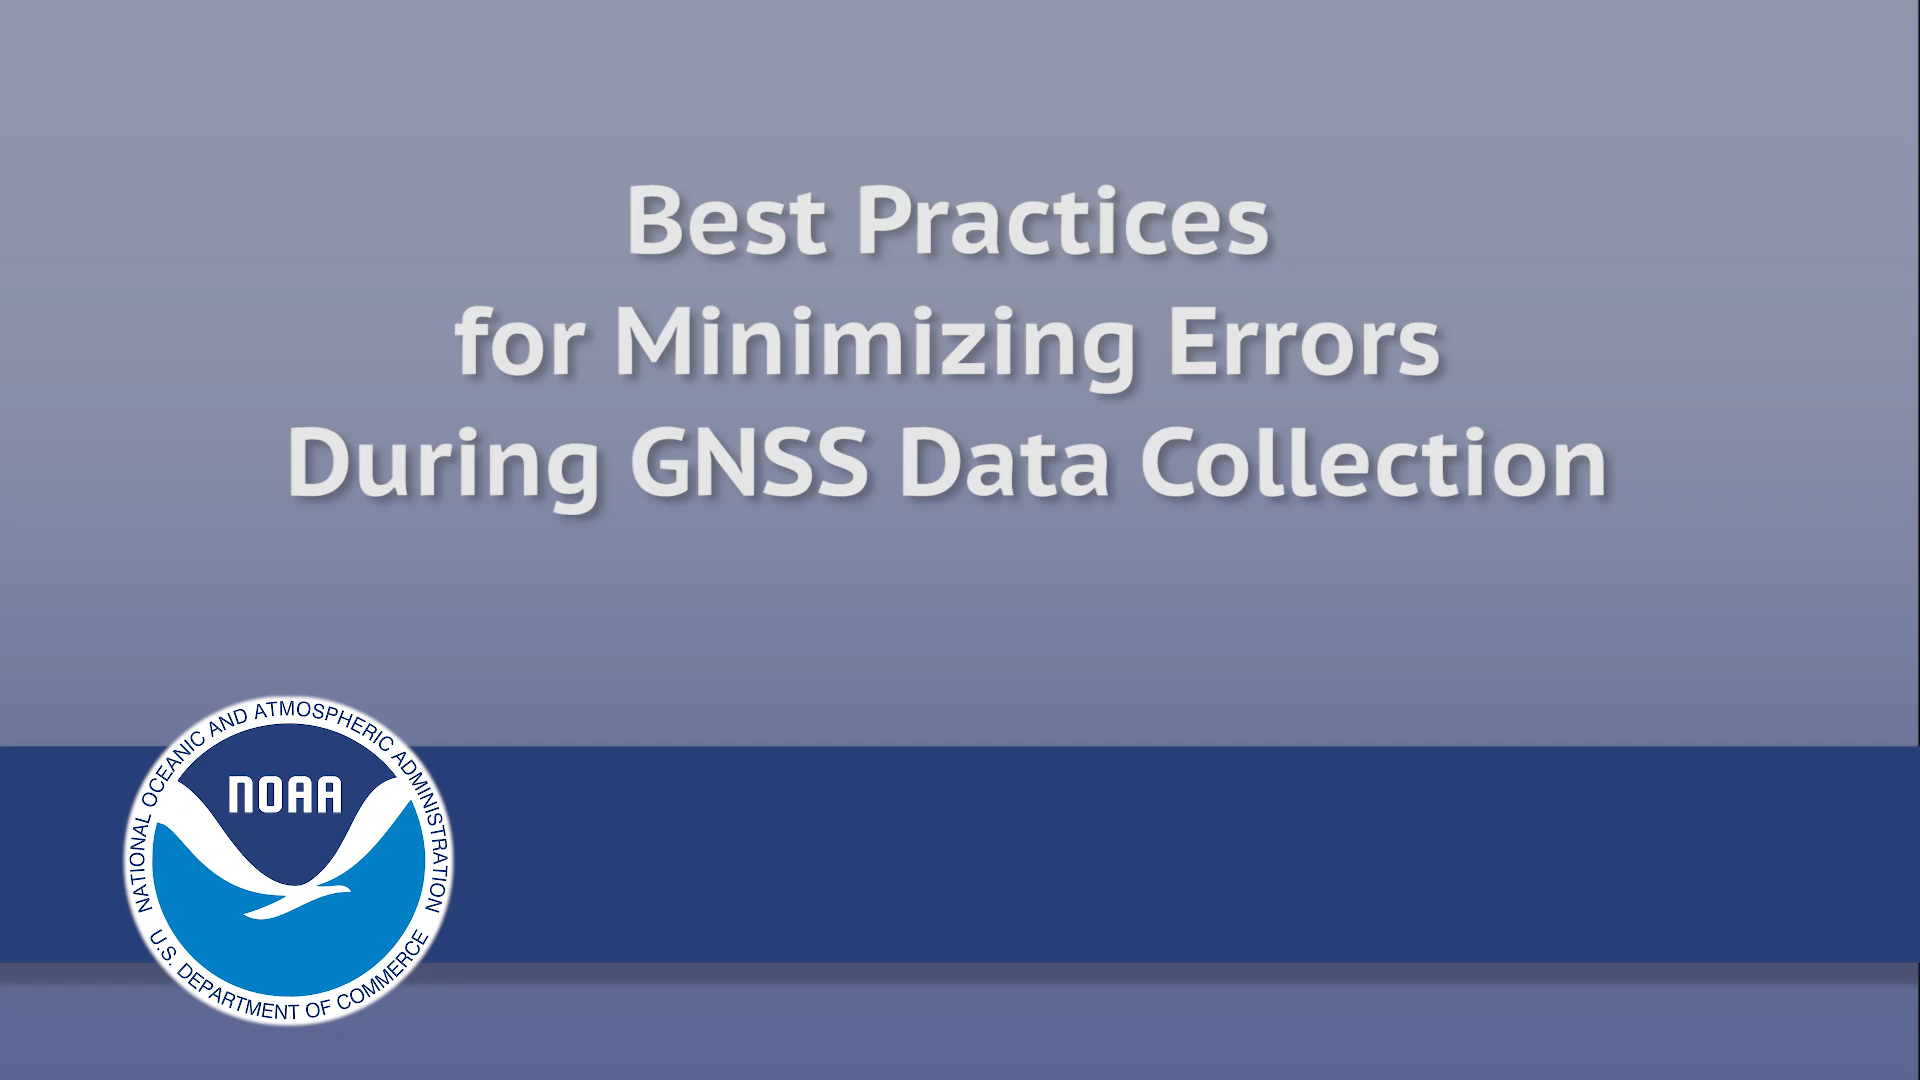 Best Practices
for Minimizing Errors
During GNSS Data Collection
NATIONAL OCEANIC AND ATMOSPHERIC ADMINISTRATION
NOAA
U.S. DEPARTMENT OF COMMERCE